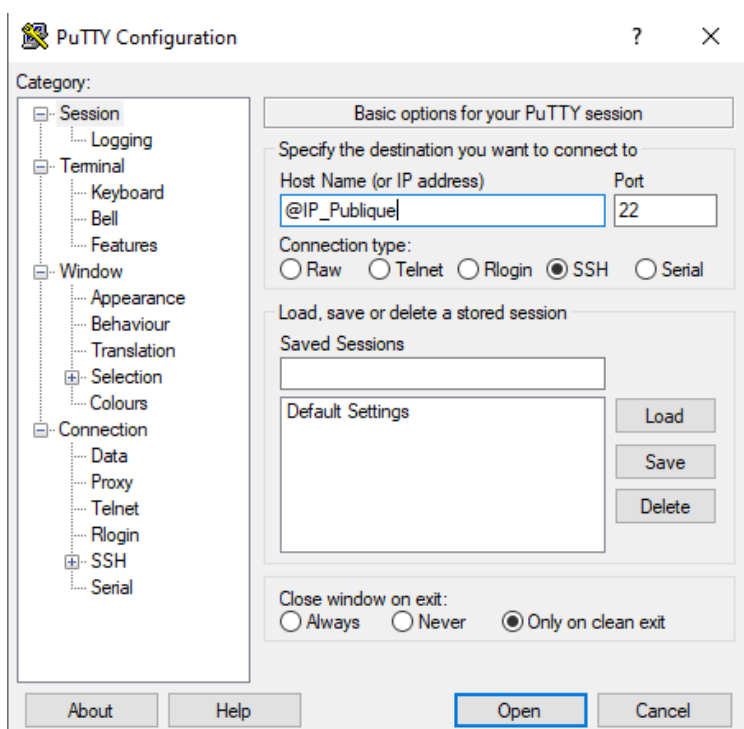 PuTTY Configuration
?
Category:
Session
Logging
Terminal
Keyboard
Bell
Features
Window
Appearance
Behaviour
Translation
Selection
Colours
Connection
Data
Proxy
Telnet
Rlogin
SSH
Serial
Basic options for your PuTTY session
Specify the destination you want to connect to
Host Name (or IP address) Port
@IP_Publique 22
Connection type:
Raw Telnet Rlogin SSH Serial
Load, save or delete a stored session
Saved Sessions
Default Settings
Load
Save
Delete
Close window on exit:
Always Never Only on clean exit
About Help Open Cancel